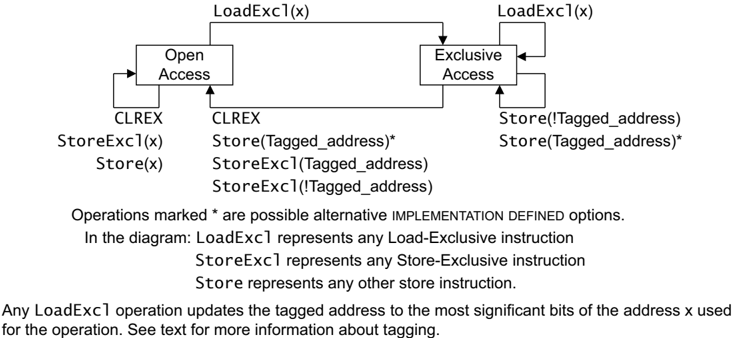 LoadExcl(x)
LoadExcl(x)
Open
Access
Exclusive
Access
CLREX
StoreExcl(x)
Store(x)
CLREX
Store(Tagged_address)*
StoreExcl(Tagged_address)
StoreExcl(!Tagged_address)
Store(!Tagged_address)
Store(Tagged_address)*
Operations marked * are possible alternative IMPLEMENTATION DEFINED options.
In the diagram: LoadExcl represents any Load-Exclusive instruction
StoreExcl represents any Store-Exclusive instruction
Store represents any other store instruction.
Any LoadExcl operation updates the tagged address to the most significant bits of the address x used
for the operation. See text for more information about tagging.